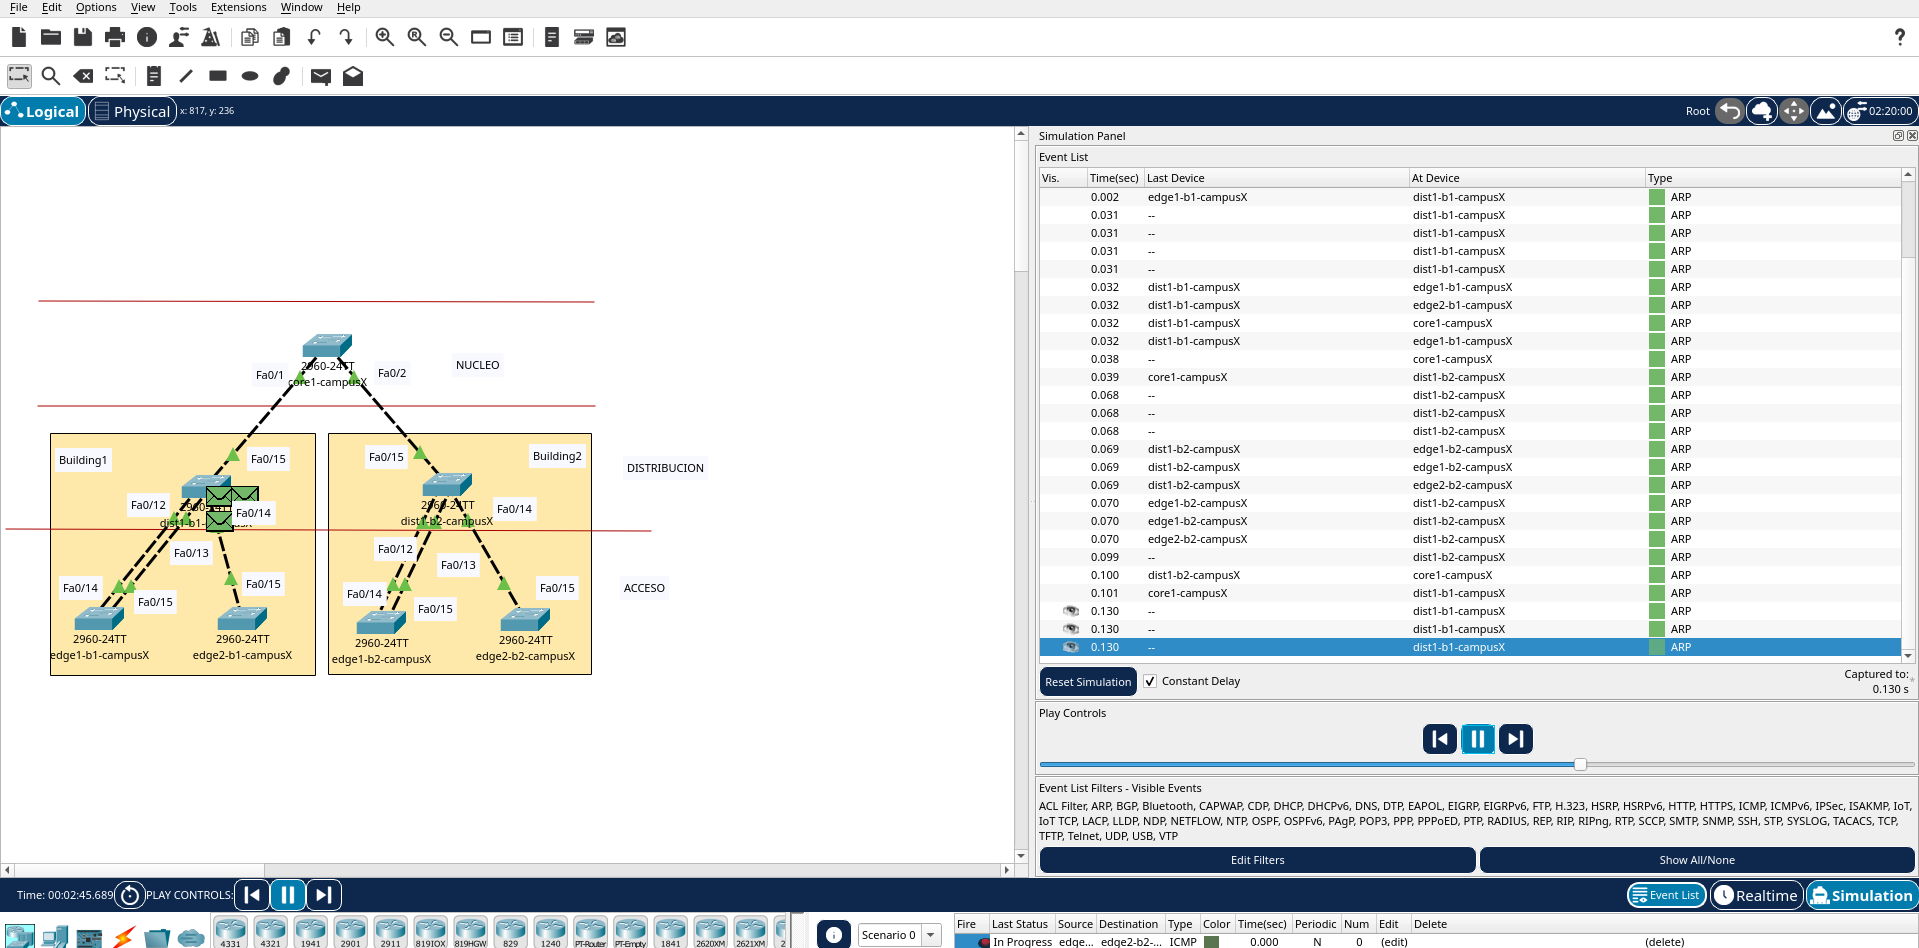 File Edit Options View Tools Extensions Window Help
Logical Physical x: 817, y: 236 Root 02:20:00
Simulation Panel
Event List
Vis. Time(sec) Last Device At Device Type
0.002 edge1-b1-campusX dist1-b1-campusX ARP
0.031 -- dist1-b1-campusX ARP
0.031 -- dist1-b1-campusX ARP
0.031 -- dist1-b1-campusX ARP
0.031 -- dist1-b1-campusX ARP
0.032 dist1-b1-campusX edge1-b1-campusX ARP
0.032 dist1-b1-campusX edge2-b1-campusX ARP
0.032 dist1-b1-campusX core1-campusX ARP
0.032 dist1-b1-campusX edge1-b1-campusX ARP
0.038 -- core1-campusX ARP
0.039 core1-campusX dist1-b2-campusX ARP
0.068 -- dist1-b2-campusX ARP
0.068 -- dist1-b2-campusX ARP
0.068 -- dist1-b2-campusX ARP
0.069 dist1-b2-campusX edge1-b2-campusX ARP
0.069 dist1-b2-campusX edge1-b2-campusX ARP
0.069 dist1-b2-campusX edge2-b2-campusX ARP
0.070 edge1-b2-campusX dist1-b2-campusX ARP
0.070 edge1-b2-campusX dist1-b2-campusX ARP
0.070 edge2-b2-campusX dist1-b2-campusX ARP
0.099 -- dist1-b2-campusX ARP
0.100 dist1-b2-campusX core1-campusX ARP
0.101 core1-campusX dist1-b1-campusX ARP
0.130 -- dist1-b1-campusX ARP
0.130 -- dist1-b1-campusX ARP
0.130 -- dist1-b1-campusX ARP
Reset Simulation Constant Delay Captured to:
0.130 s
Play Controls
Event List Filters - Visible Events
ACL Filter, ARP, BGP, Bluetooth, CAPWAP, CDP, DHCP, DHCPv6, DNS, DTP, EAPOL, EIGRP, EIGRPv6, FTP, H.323, HSRP, HSRPv6, HTTP, HTTPS, ICMP, ICMPv6, IPSec, ISAKMP, IoT,
IoT TCP, LACP, LLDP, NDP, NETFLOW, NTP, OSPF, OSPFv6, PAgP, POP3, PPP, PPPoED, PTP, RADIUS, REP, RIP, RIPng, RTP, SCCP, SMTP, SNMP, SSH, STP, SYSLOG, TACACS, TCP,
TFTP, Telnet, UDP, USB, VTP
Edit Filters Show All/None
NUCLEO
2960-24TT
core1-campusX
Fa0/1
Fa0/2
Building1
Fa0/15
Fa0/15
Building2
DISTRIBUCION
Fa0/12
Fa0/14
2960-24TT
dist1-b2-campusX
Fa0/14
Fa0/13
Fa0/12
Fa0/13
Fa0/14
Fa0/15
Fa0/15
Fa0/14
Fa0/15
Fa0/15
ACCESO
2960-24TT
edge1-b1-campusX
2960-24TT
edge2-b1-campusX
2960-24TT
edge1-b2-campusX
2960-24TT
edge2-b2-campusX
Time: 00:02:45.689 PLAY CONTROLS: Event List Realtime Simulation
4331 4321 1941 2901 2911 819IOX 819HGW 829 1240 PT-Router PT-Empty 1841 2620XM 2621XM
Scenario 0
Fire Last Status Source Destination Type Color Time(sec) Periodic Num Edit Delete
In Progress edge... edge2-b2-... ICMP 0.000 N 0 (edit) (delete)